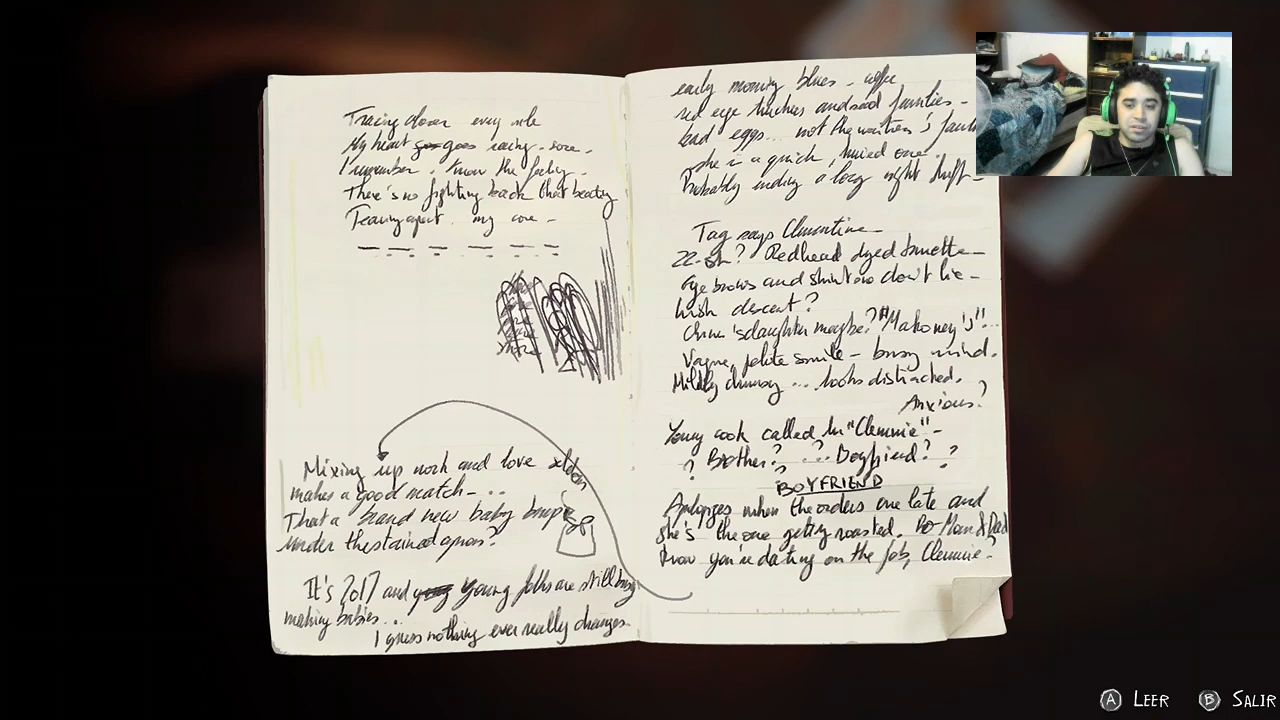 Tracing down every note
My heart goes racing - sore -
I remember. I know the feeling -
There's no fighting back that beating
Tearing apart my core -
Mixing up work and love seldom
makes a good match - ...
That a brand new baby bump
under the stained apron?
It's 2017 and young folks are still busy
making babies...
I guess nothing ever really changes
early morning blues - coffee
red eye truckers and sad families -
bad eggs... not the waitress's fault
she is a quick, one
Probably ending a long night shift -
Tag says Clementine -
22-ish? Redhead dyed brunette -
Eye brows and skin tone don't lie -
Irish descent?
Owner's daughter maybe? "Mahoney's"...
Vague, polite smile - busy mind.
Mildly clumsy ... looks distracted.
Anxious?
Young cook called her "Clemmie" -
? Brother? ...? Boyfriend? ?
BOYFRIEND
Apologizes when the orders are late and
she's the one getting roasted. Do Mom & Dad
know you're dating on the job, Clemmie?
A LEER B SALIR